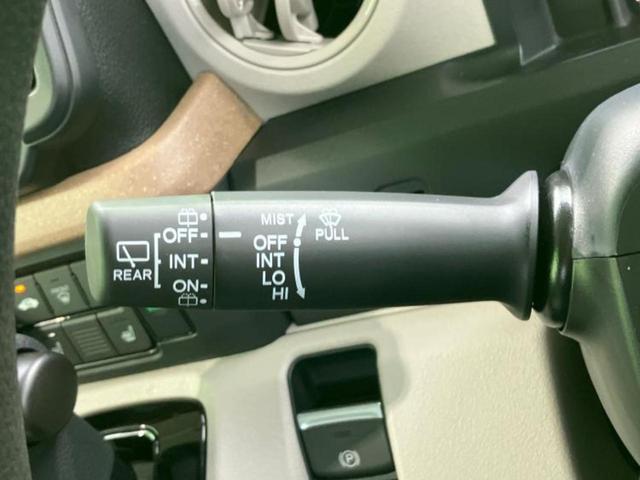 REAR
OFF
INT
ON
MIST
OFF
INT
LO
HI
PULL
P